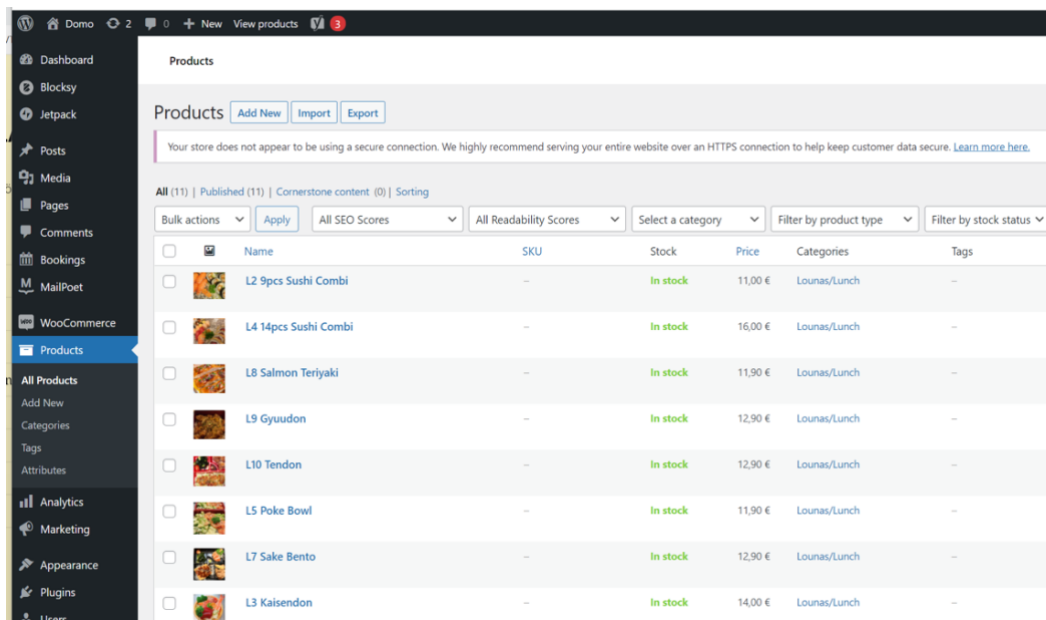 Domo 2 0 + New View products 3
Dashboard
Blocksy
Jetpack
Posts
Media
Pages
Comments
Bookings
MailPoet
WooCommerce
Products
All Products
Add New
Categories
Tags
Attributes
Analytics
Marketing
Appearance
Plugins
Users
Products
Products Add New Import Export
Your store does not appear to be using a secure connection. We highly recommend serving your entire website over an HTTPS connection to help keep customer data secure. Learn more here.
All (11) | Published (11) | Cornerstone content (0) | Sorting
Bulk actions Apply All SEO Scores All Readability Scores Select a category Filter by product type Filter by stock status
Name SKU Stock Price Categories Tags
L2 9pcs Sushi Combi – In stock 11,00 € Lounas/Lunch –
L4 14pcs Sushi Combi – In stock 16,00 € Lounas/Lunch –
L8 Salmon Teriyaki – In stock 11,90 € Lounas/Lunch –
L9 Gyuudon – In stock 12,90 € Lounas/Lunch –
L10 Tendon – In stock 12,90 € Lounas/Lunch –
L5 Poke Bowl – In stock 11,90 € Lounas/Lunch –
L7 Sake Bento – In stock 12,90 € Lounas/Lunch –
L3 Kaisendon – In stock 14,00 € Lounas/Lunch –